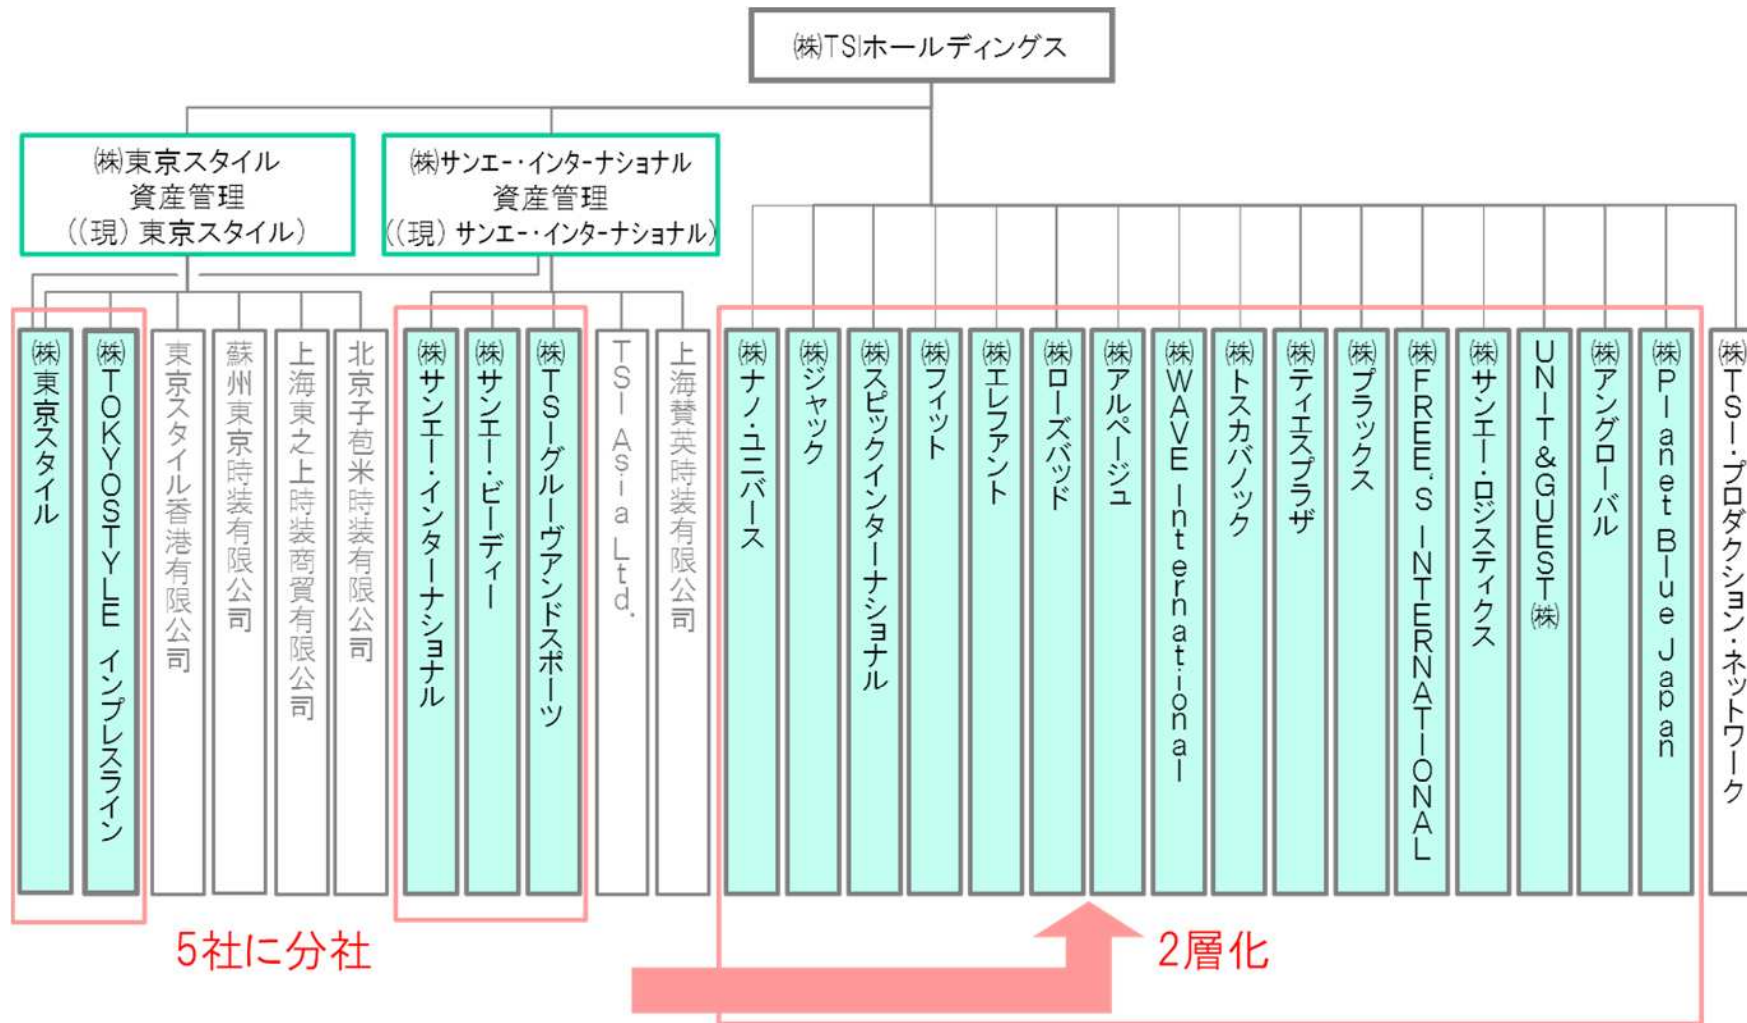 ㈱TSIホールディングス
㈱東京スタイル
資産管理
((現) 東京スタイル)
㈱サンエー・インターナショナル
資産管理
((現) サンエー・インターナショナル)
㈱東京スタイル
㈱TOKYOSTYLE インプレスライン
東京スタイル香港有限公司
蘇州東京時装有限公司
上海東之上時装商貿有限公司
北京子苞米時装有限公司
㈱サンエー・インターナショナル
㈱サンエー・ビーディー
㈱TSI・グルーヴアンドスポーツ
TSI Asia Ltd.
上海賛英時装有限公司
㈱ナノ・ユニバース
㈱ジャック
㈱スピックインターナショナル
㈱フィット
㈱エレファント
㈱ローズバッド
㈱アルページュ
㈱WAVE International
㈱トスカバノック
㈱ティエスプラザ
㈱プラックス
㈱FREE'S INTERNATIONAL
㈱サンエー・ロジスティクス
UNIT&GUEST㈱
㈱アングローバル
㈱Planet Blue Japan
㈱TSI・プロダクション・ネットワーク
5社に分社
2層化